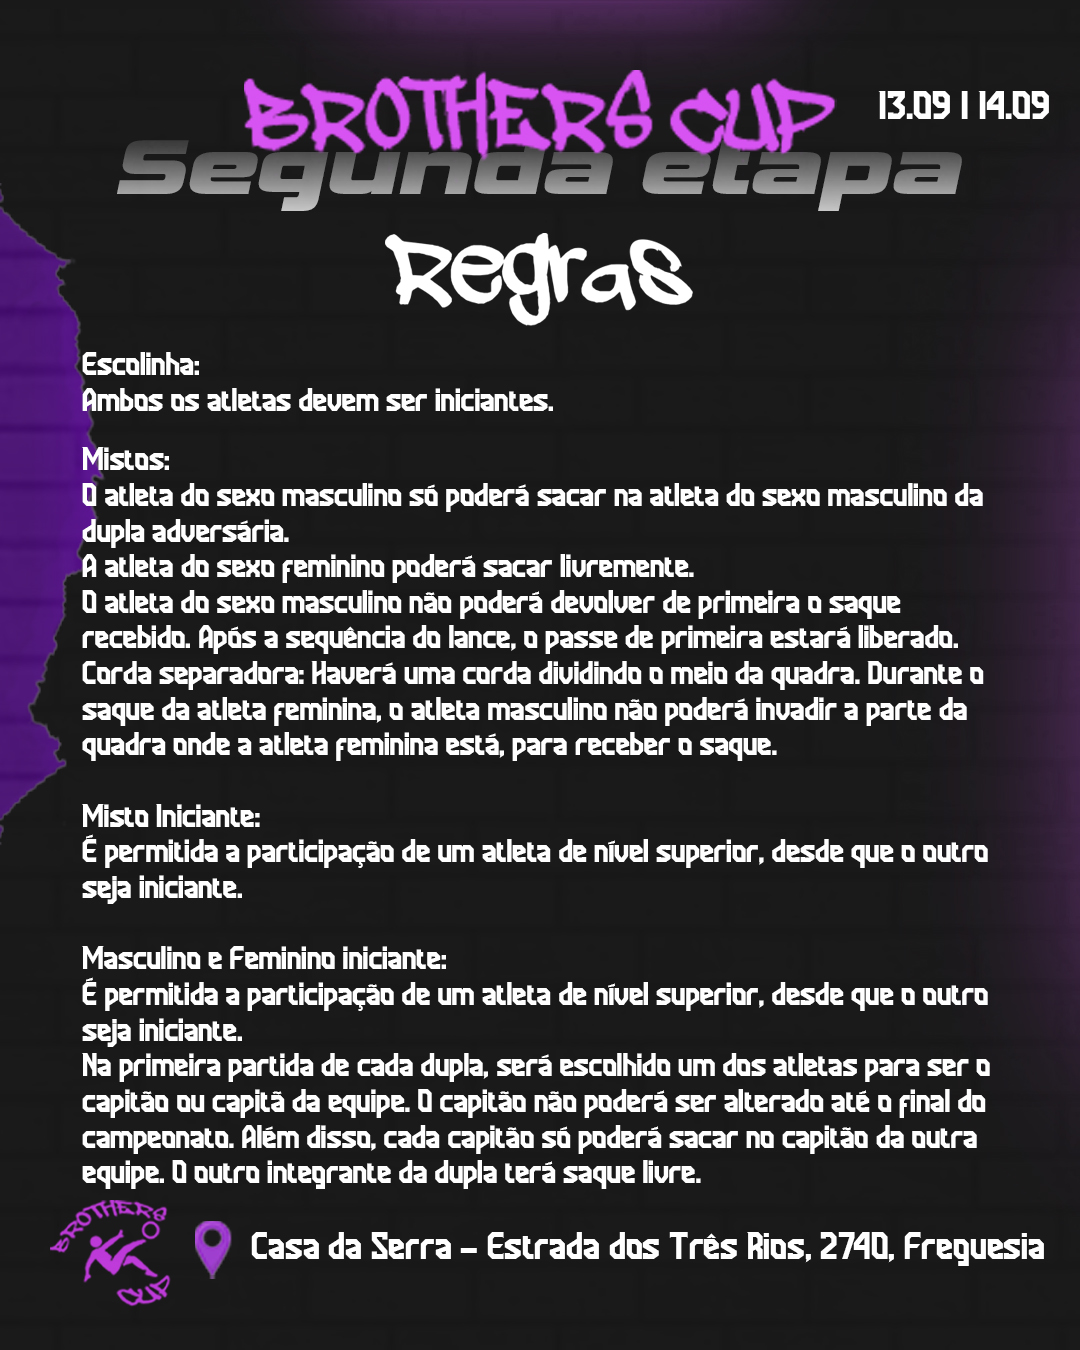 BROTHERS CUP
13.09 | 14.09
Segunda etapa
Regras
Escolinha:
Ambos os atletas devem ser iniciantes.
Mistos:
O atleta do sexo masculino só poderá sacar na atleta do sexo masculino da
dupla adversária.
A atleta do sexo feminino poderá sacar livremente.
O atleta do sexo masculino não poderá devolver de primeira o saque
recebido. Após a sequência do lance, o passe de primeira estará liberado.
Corda separadora: Haverá uma corda dividindo o meio da quadra. Durante o
saque da atleta feminina, o atleta masculino não poderá invadir a parte da
quadra onde a atleta feminina está, para receber o saque.
Misto Iniciante:
É permitida a participação de um atleta de nível superior, desde que o outro
seja iniciante.
Masculino e Feminino iniciante:
É permitida a participação de um atleta de nível superior, desde que o outro
seja iniciante.
Na primeira partida de cada dupla, será escolhido um dos atletas para ser o
capitão ou capitã da equipe. O capitão não poderá ser alterado até o final do
campeonato. Além disso, cada capitão só poderá sacar no capitão da outra
equipe. O outro integrante da dupla terá saque livre.
BROTHERS
CUP
Casa da Serra – Estrada dos Três Rios, 2740, Freguesia